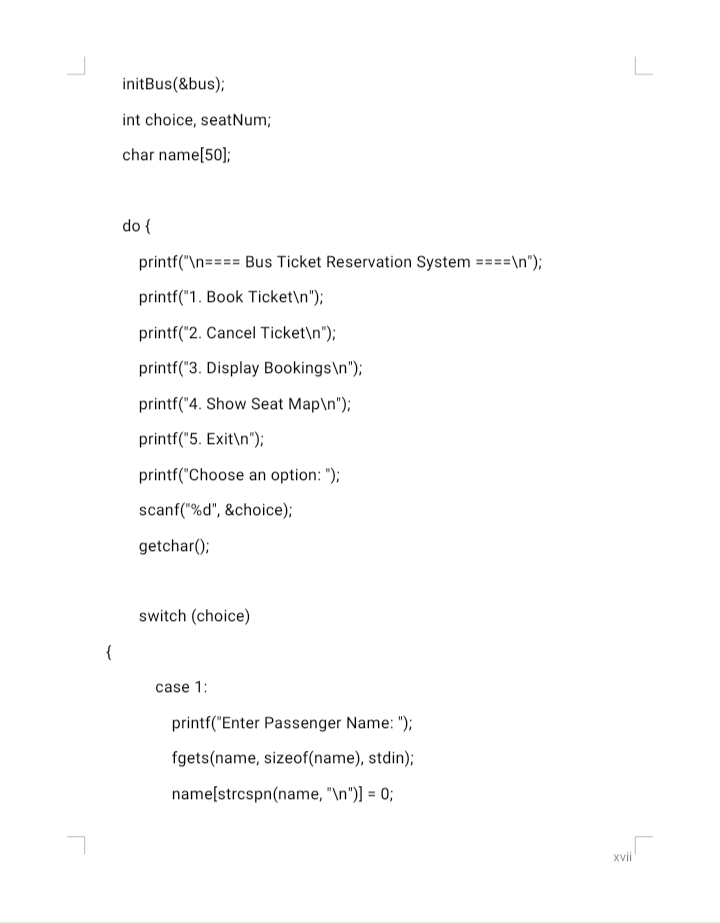 initBus(&bus);
int choice, seatNum;
char name[50];
do {
printf("\n==== Bus Ticket Reservation System ====\n");
printf("1. Book Ticket\n");
printf("2. Cancel Ticket\n");
printf("3. Display Bookings\n");
printf("4. Show Seat Map\n");
printf("5. Exit\n");
printf("Choose an option: ");
scanf("%d", &choice);
getchar();
switch (choice)
{
case 1:
printf("Enter Passenger Name: ");
fgets(name, sizeof(name), stdin);
name[strcspn(name, "\n")] = 0;
xvii